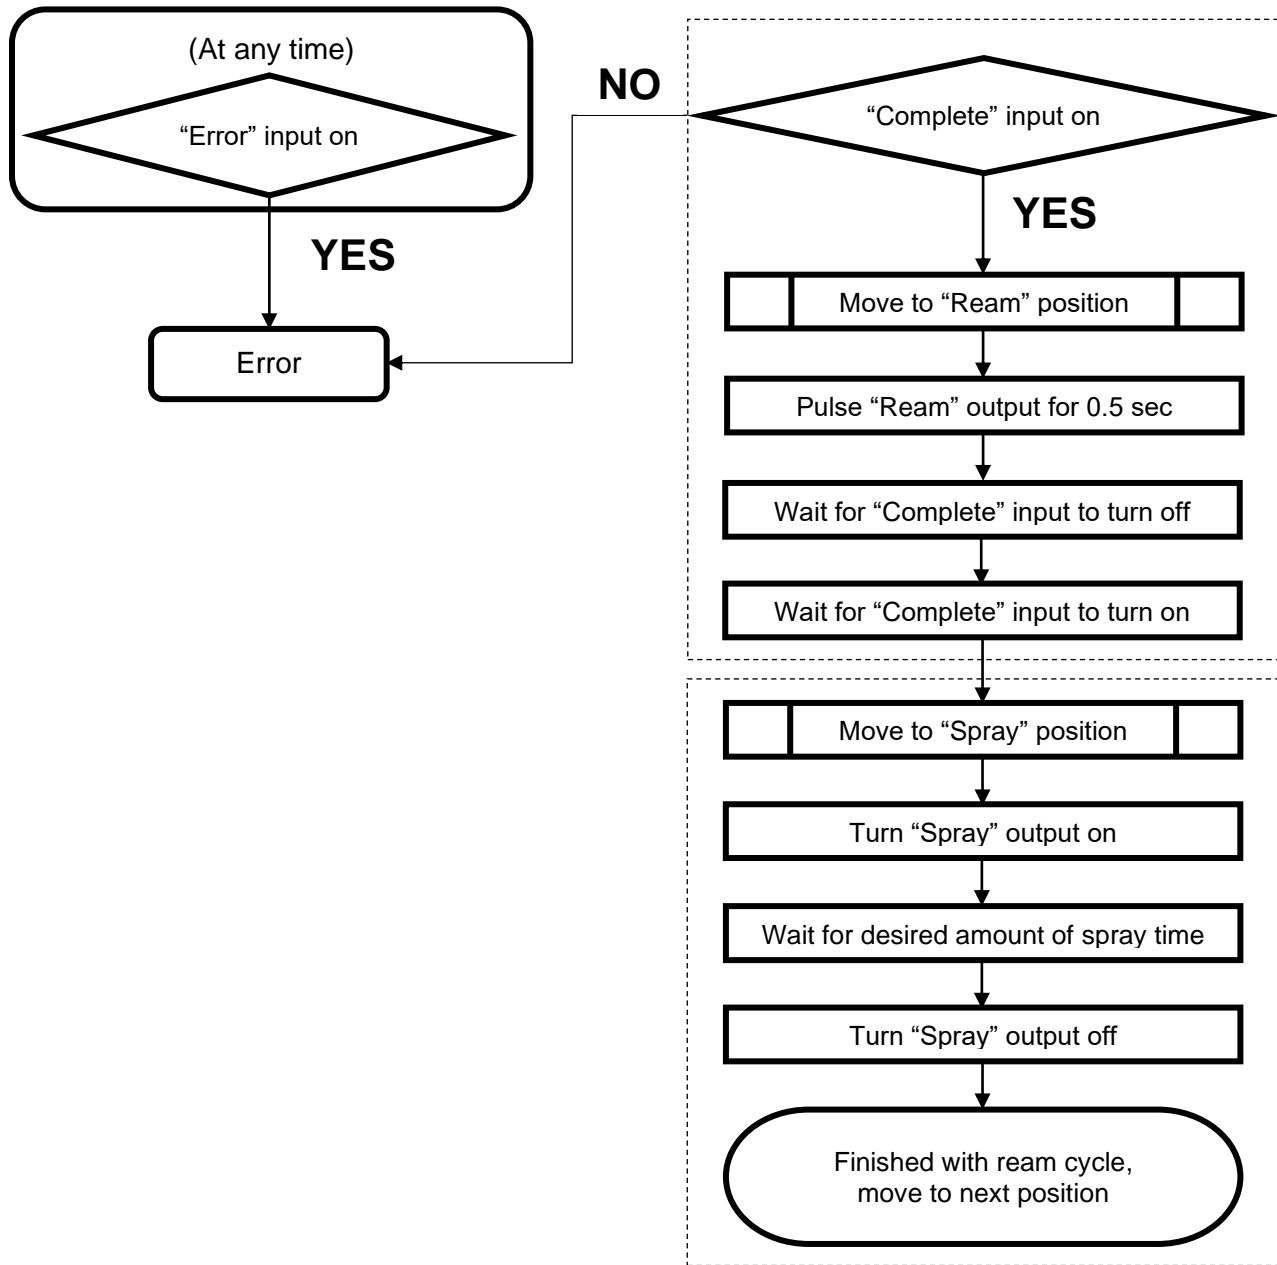 (At any time)
“Error” input on
YES
Error
NO
“Complete” input on
YES
Move to “Ream” position
Pulse “Ream” output for 0.5 sec
Wait for “Complete” input to turn off
Wait for “Complete” input to turn on
Move to “Spray” position
Turn “Spray” output on
Wait for desired amount of spray time
Turn “Spray” output off
Finished with ream cycle,
move to next position